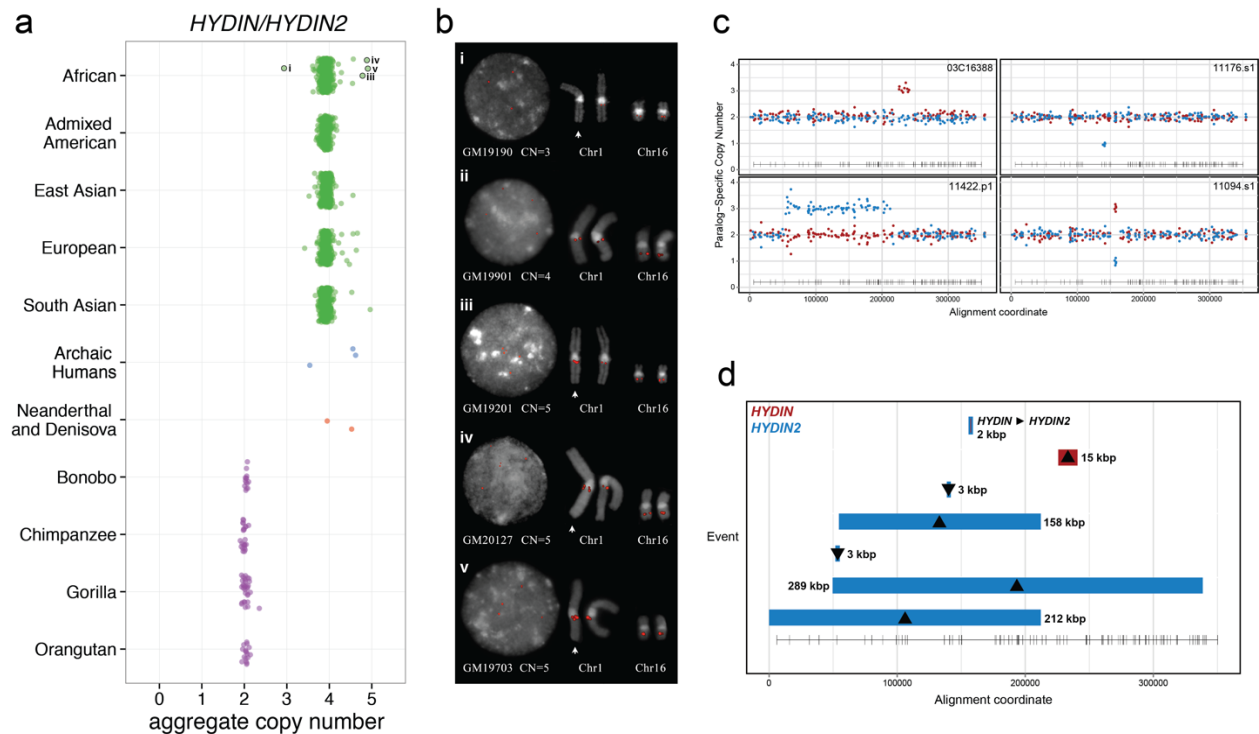 a
HYDIN/HYDIN2
African
Admixed
American
East Asian
European
South Asian
Archaic
Humans
Neanderthal
and Denisova
Bonobo
Chimpanzee
Gorilla
Orangutan
i
iv
v
iii
0 1 2 3 4 5
aggregate copy number
b
i
GM19190 CN=3 Chr1 Chr16
ii
GM19901 CN=4 Chr1 Chr16
iii
GM19201 CN=5 Chr1 Chr16
iv
GM20127 CN=5 Chr1 Chr16
v
GM19703 CN=5 Chr1 Chr16
c
Paralog-Specific Copy Number
4
3
2
1
0
03C16388
11176.s1
4
3
2
1
0
11422.p1
11094.s1
0 100000 200000 300000
0 100000 200000 300000
Alignment coordinate
d
HYDIN
HYDIN2
HYDIN ► HYDIN2
2 kbp
15 kbp
3 kbp
158 kbp
Event
3 kbp
289 kbp
212 kbp
0 100000 200000 300000
Alignment coordinate